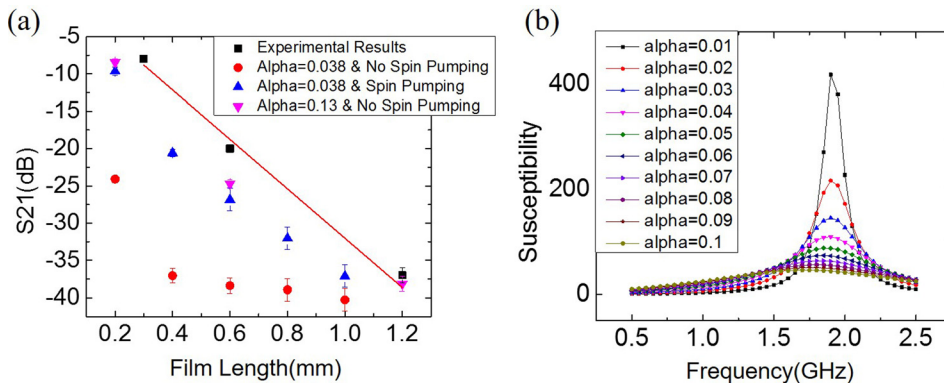 (a)
-5
-10
-15
-20
-25
-30
-35
-40
S21(dB)
Experimental Results
Alpha=0.038 & No Spin Pumping
Alpha=0.038 & Spin Pumping
Alpha=0.13 & No Spin Pumping
0.2 0.4 0.6 0.8 1.0 1.2
Film Length(mm)
(b)
400
200
0
Susceptibility
alpha=0.01
alpha=0.02
alpha=0.03
alpha=0.04
alpha=0.05
alpha=0.06
alpha=0.07
alpha=0.08
alpha=0.09
alpha=0.1
0.5 1.0 1.5 2.0 2.5
Frequency(GHz)